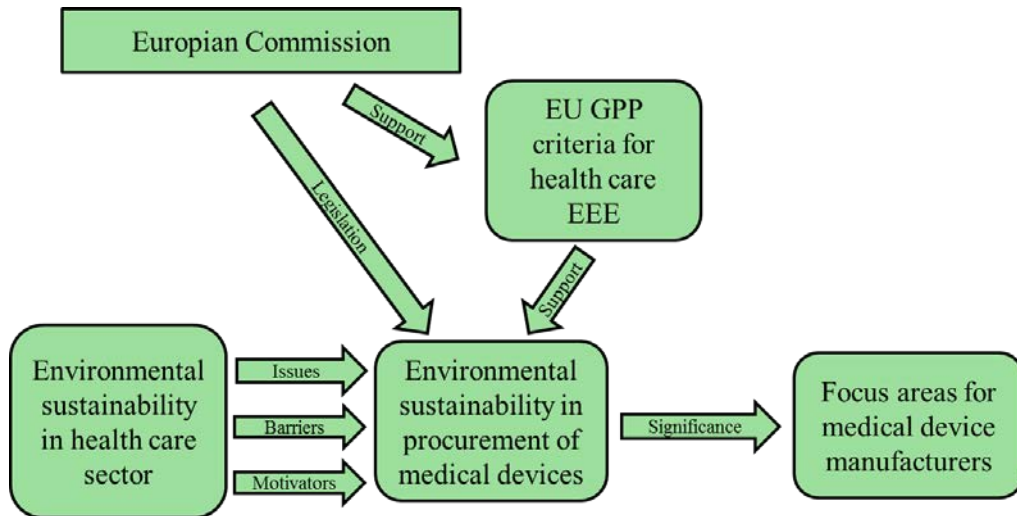 Europian Commission
Support
EU GPP
criteria for
health care
EEE
Legislation
Support
Environmental
sustainability
in health care
sector
Issues
Barriers
Motivators
Environmental
sustainability in
procurement of
medical devices
Significance
Focus areas for
medical device
manufacturers